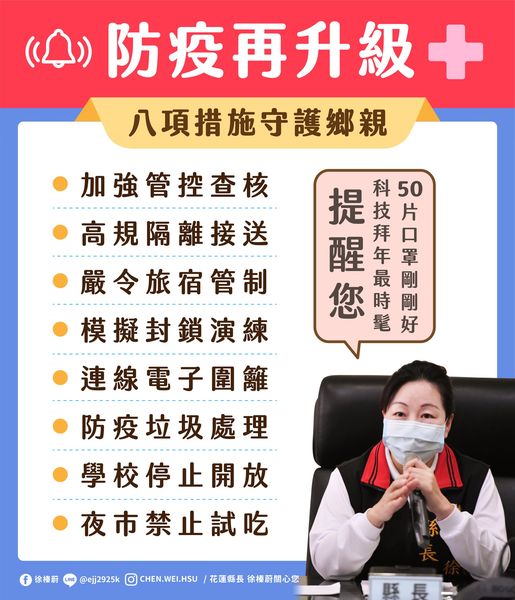 防疫再升級
八項措施守護鄉親
加強管控查核
高規隔離接送
嚴令旅宿管制
模擬封鎖演練
連線電子圍籬
防疫垃圾處理
學校停止開放
夜市禁止試吃
50片口罩剛剛好
科技拜年最時髦
提醒您
縣長
徐
縣長
徐榛蔚 LINE @ejj2925k CHEN.WEI.HSU / 花蓮縣長 徐榛蔚關心您